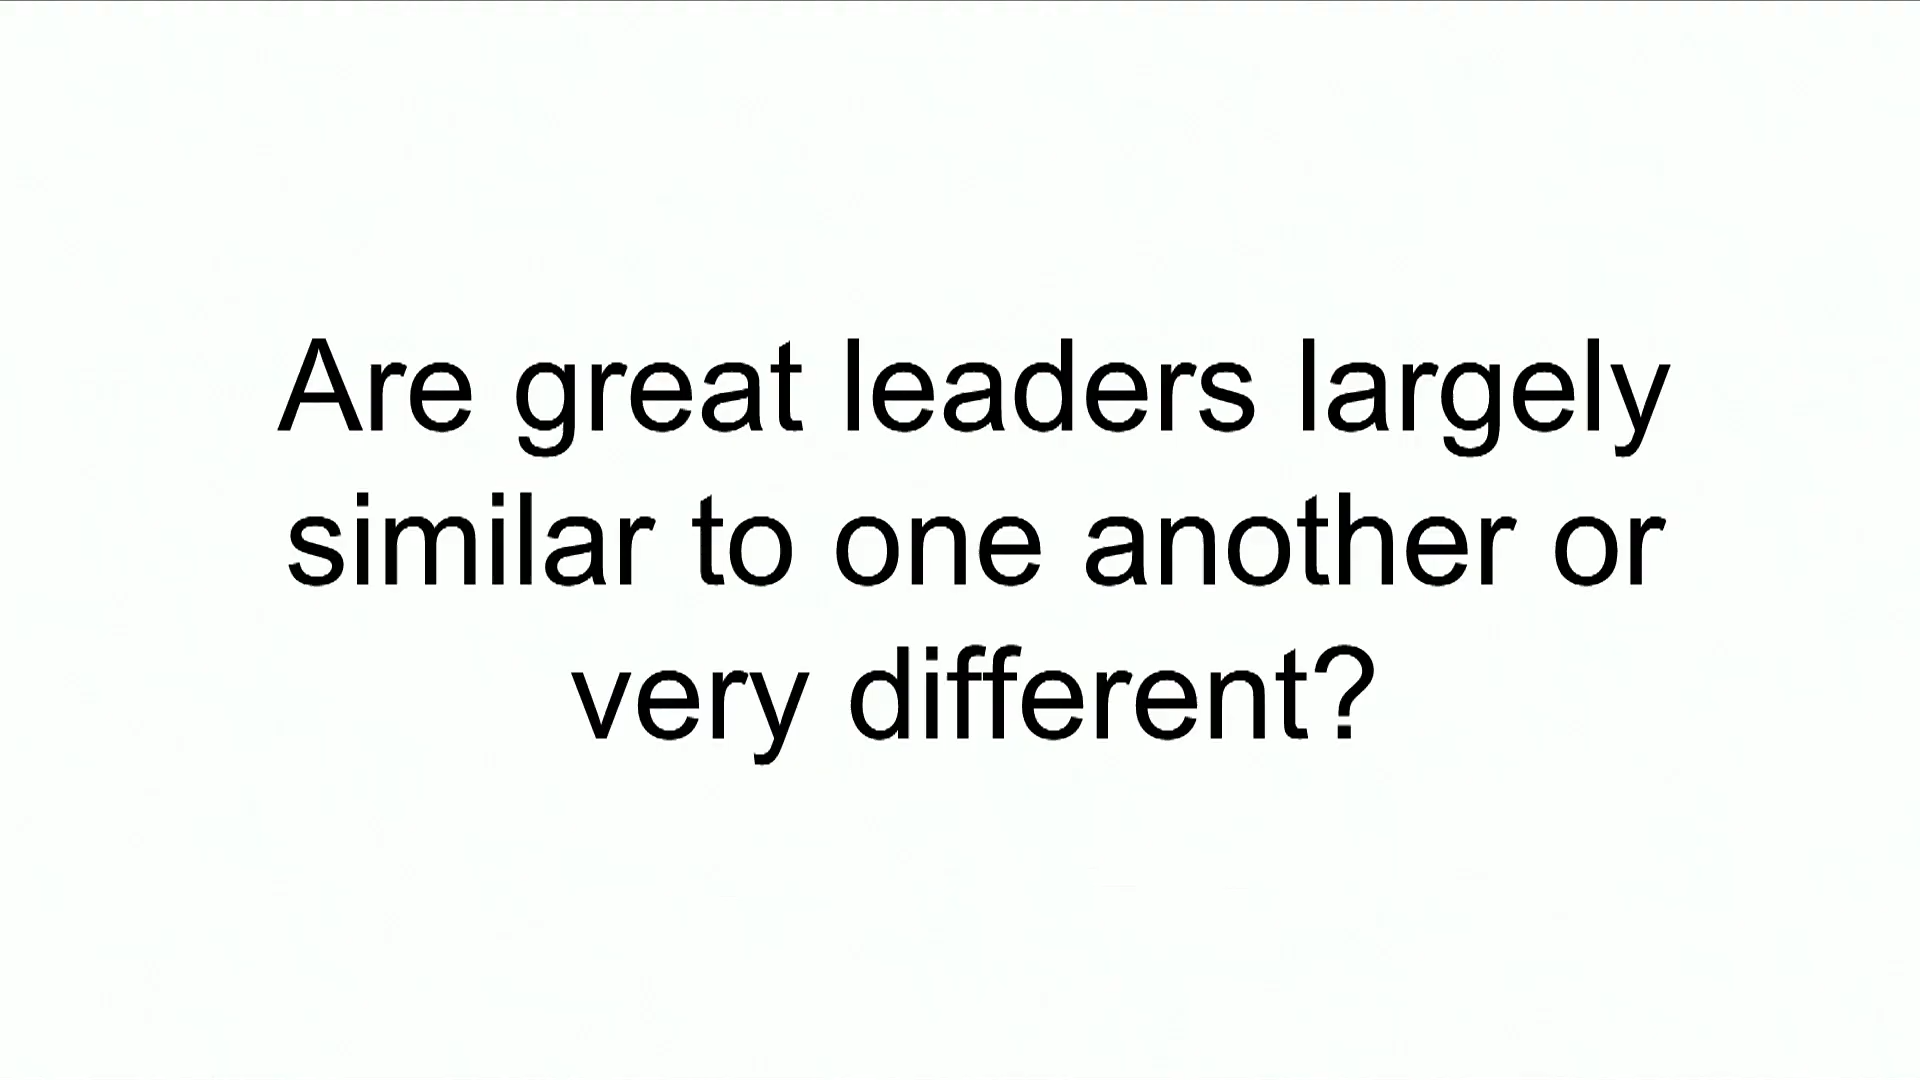 Are great leaders largely
similar to one another or
very different?